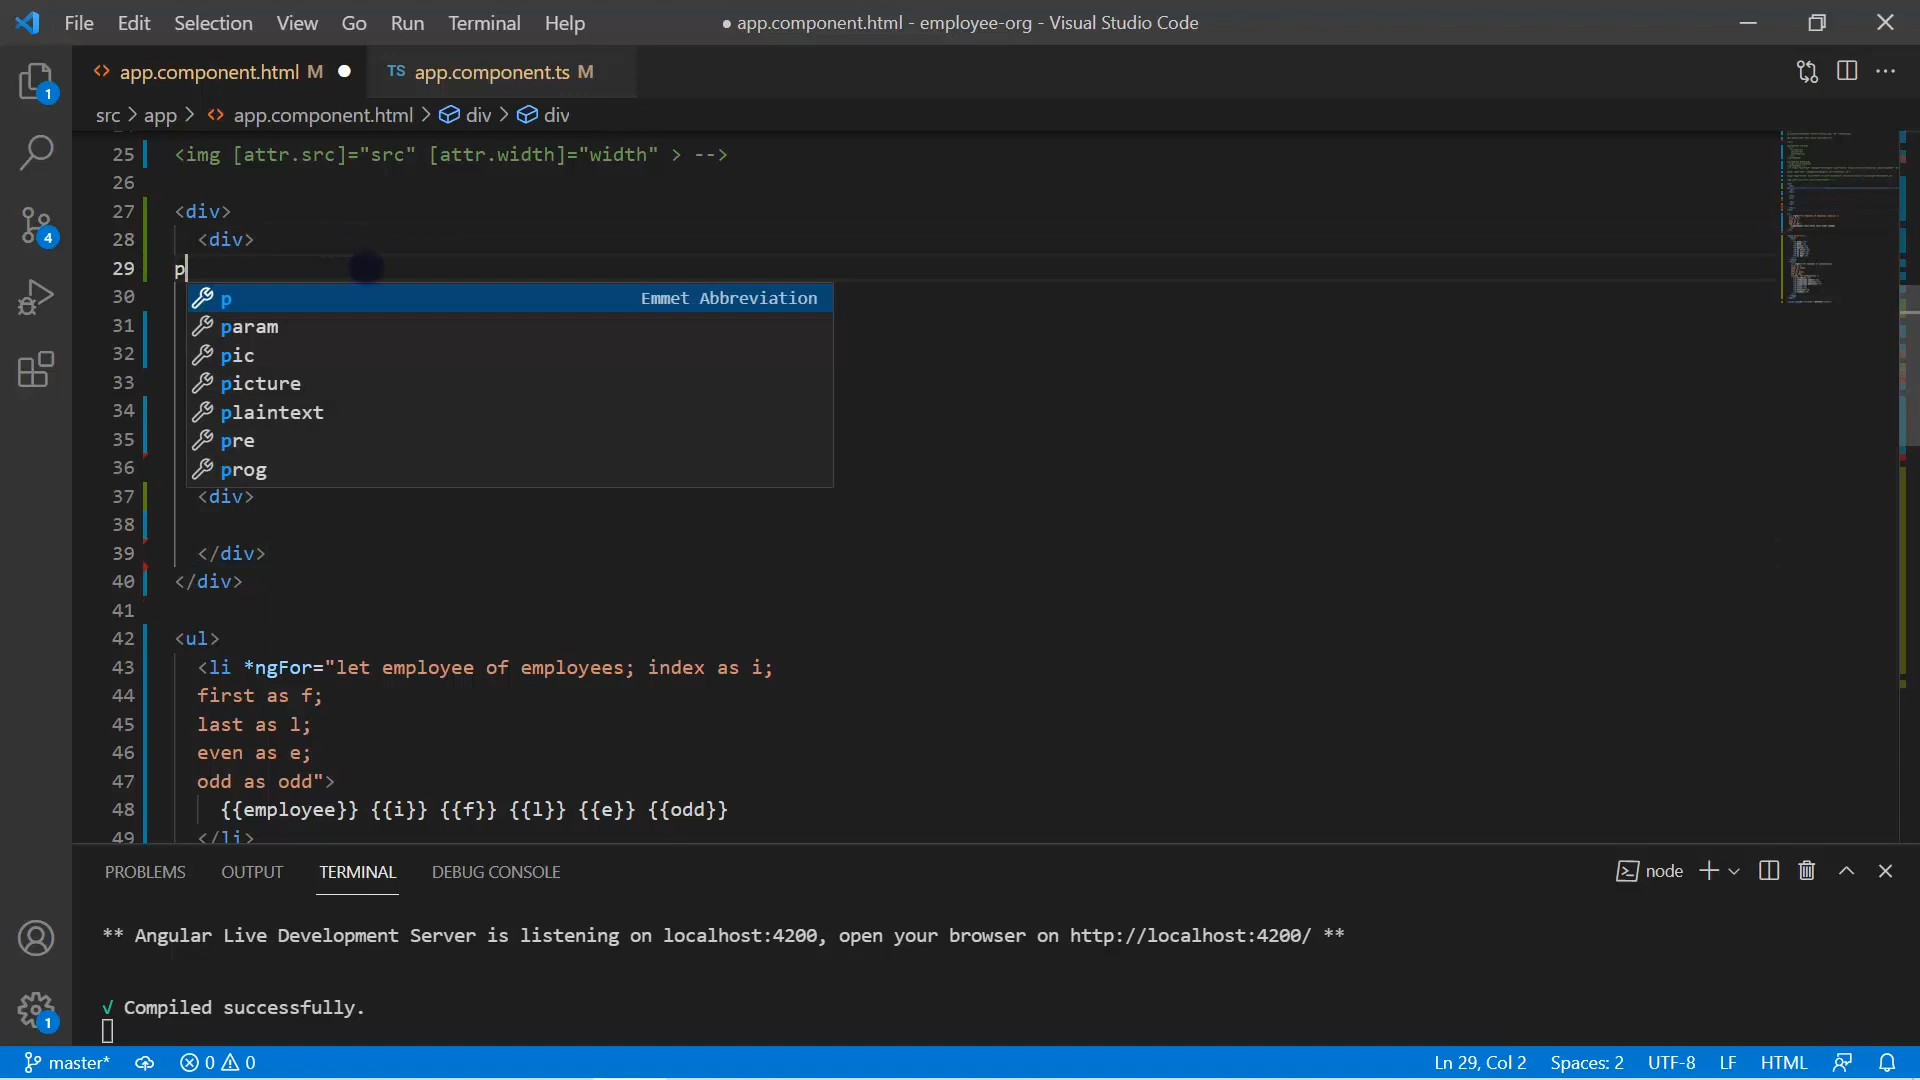 File Edit Selection View Go Run Terminal Help ● app.component.html - employee-org - Visual Studio Code
<> app.component.html M ● TS app.component.ts M
1
src > app > <> app.component.html > div > div
25 <img [attr.src]="src" [attr.width]="width" > -->
26
27 <div>
28 <div>
29 p
30 p Emmet Abbreviation
31 param
32 pic
33 picture
34 plaintext
35 pre
36 prog
37 <div>
38
39 </div>
40 </div>
41
42 <ul>
43 <li *ngFor="let employee of employees; index as i;
44 first as f;
45 last as l;
46 even as e;
47 odd as odd">
48 {{employee}} {{i}} {{f}} {{l}} {{e}} {{odd}}
49 </li>
4
PROBLEMS OUTPUT TERMINAL DEBUG CONSOLE node
** Angular Live Development Server is listening on localhost:4200, open your browser on http://localhost:4200/ **
√ Compiled successfully.
1
master* 0 0 Ln 29, Col 2 Spaces: 2 UTF-8 LF HTML